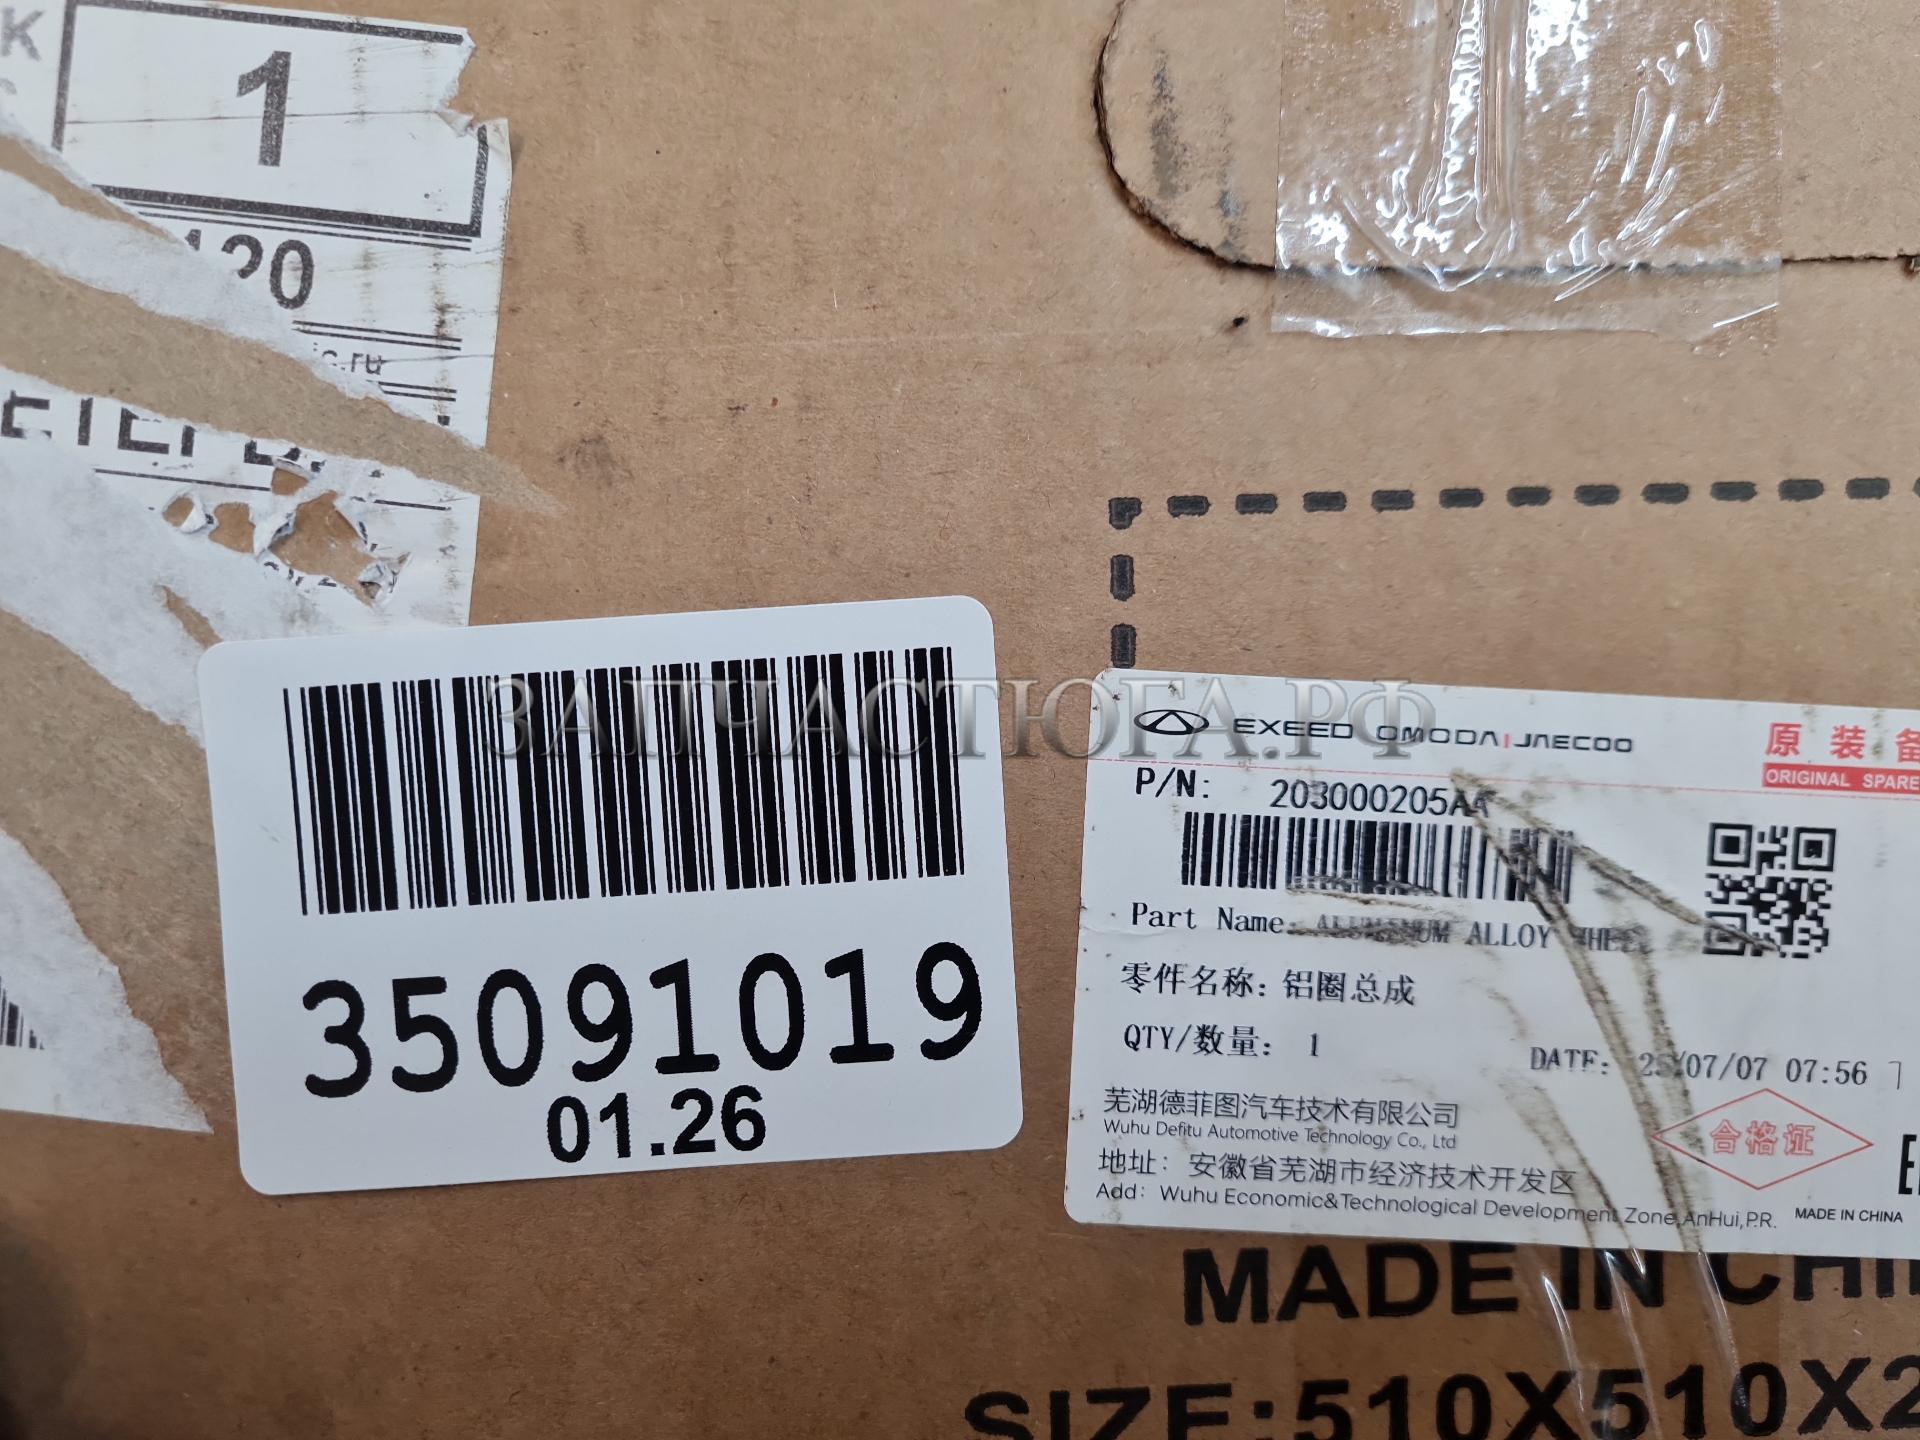 1
20
.ru
35091019
01.26
ЗАПЧАСТЮГА.РФ
EXEED OMODA JAECOO
原装备
ORIGINAL SPARE
P/N: 203000205AA
Part Name: ALUMINUM ALLOY WHEEL
零件名称: 铝圈总成
QTY/数量: 1
DATE: 25/07/07 07:56
芜湖德菲图汽车技术有限公司
Wuhu Defitu Automotive Technology Co., Ltd
合格证
地址: 安徽省芜湖市经济技术开发区
Add: Wuhu Economic&Technological Development Zone,AnHui,P.R.
MADE IN CHINA
MADE IN CHI
SIZE:510X510X2